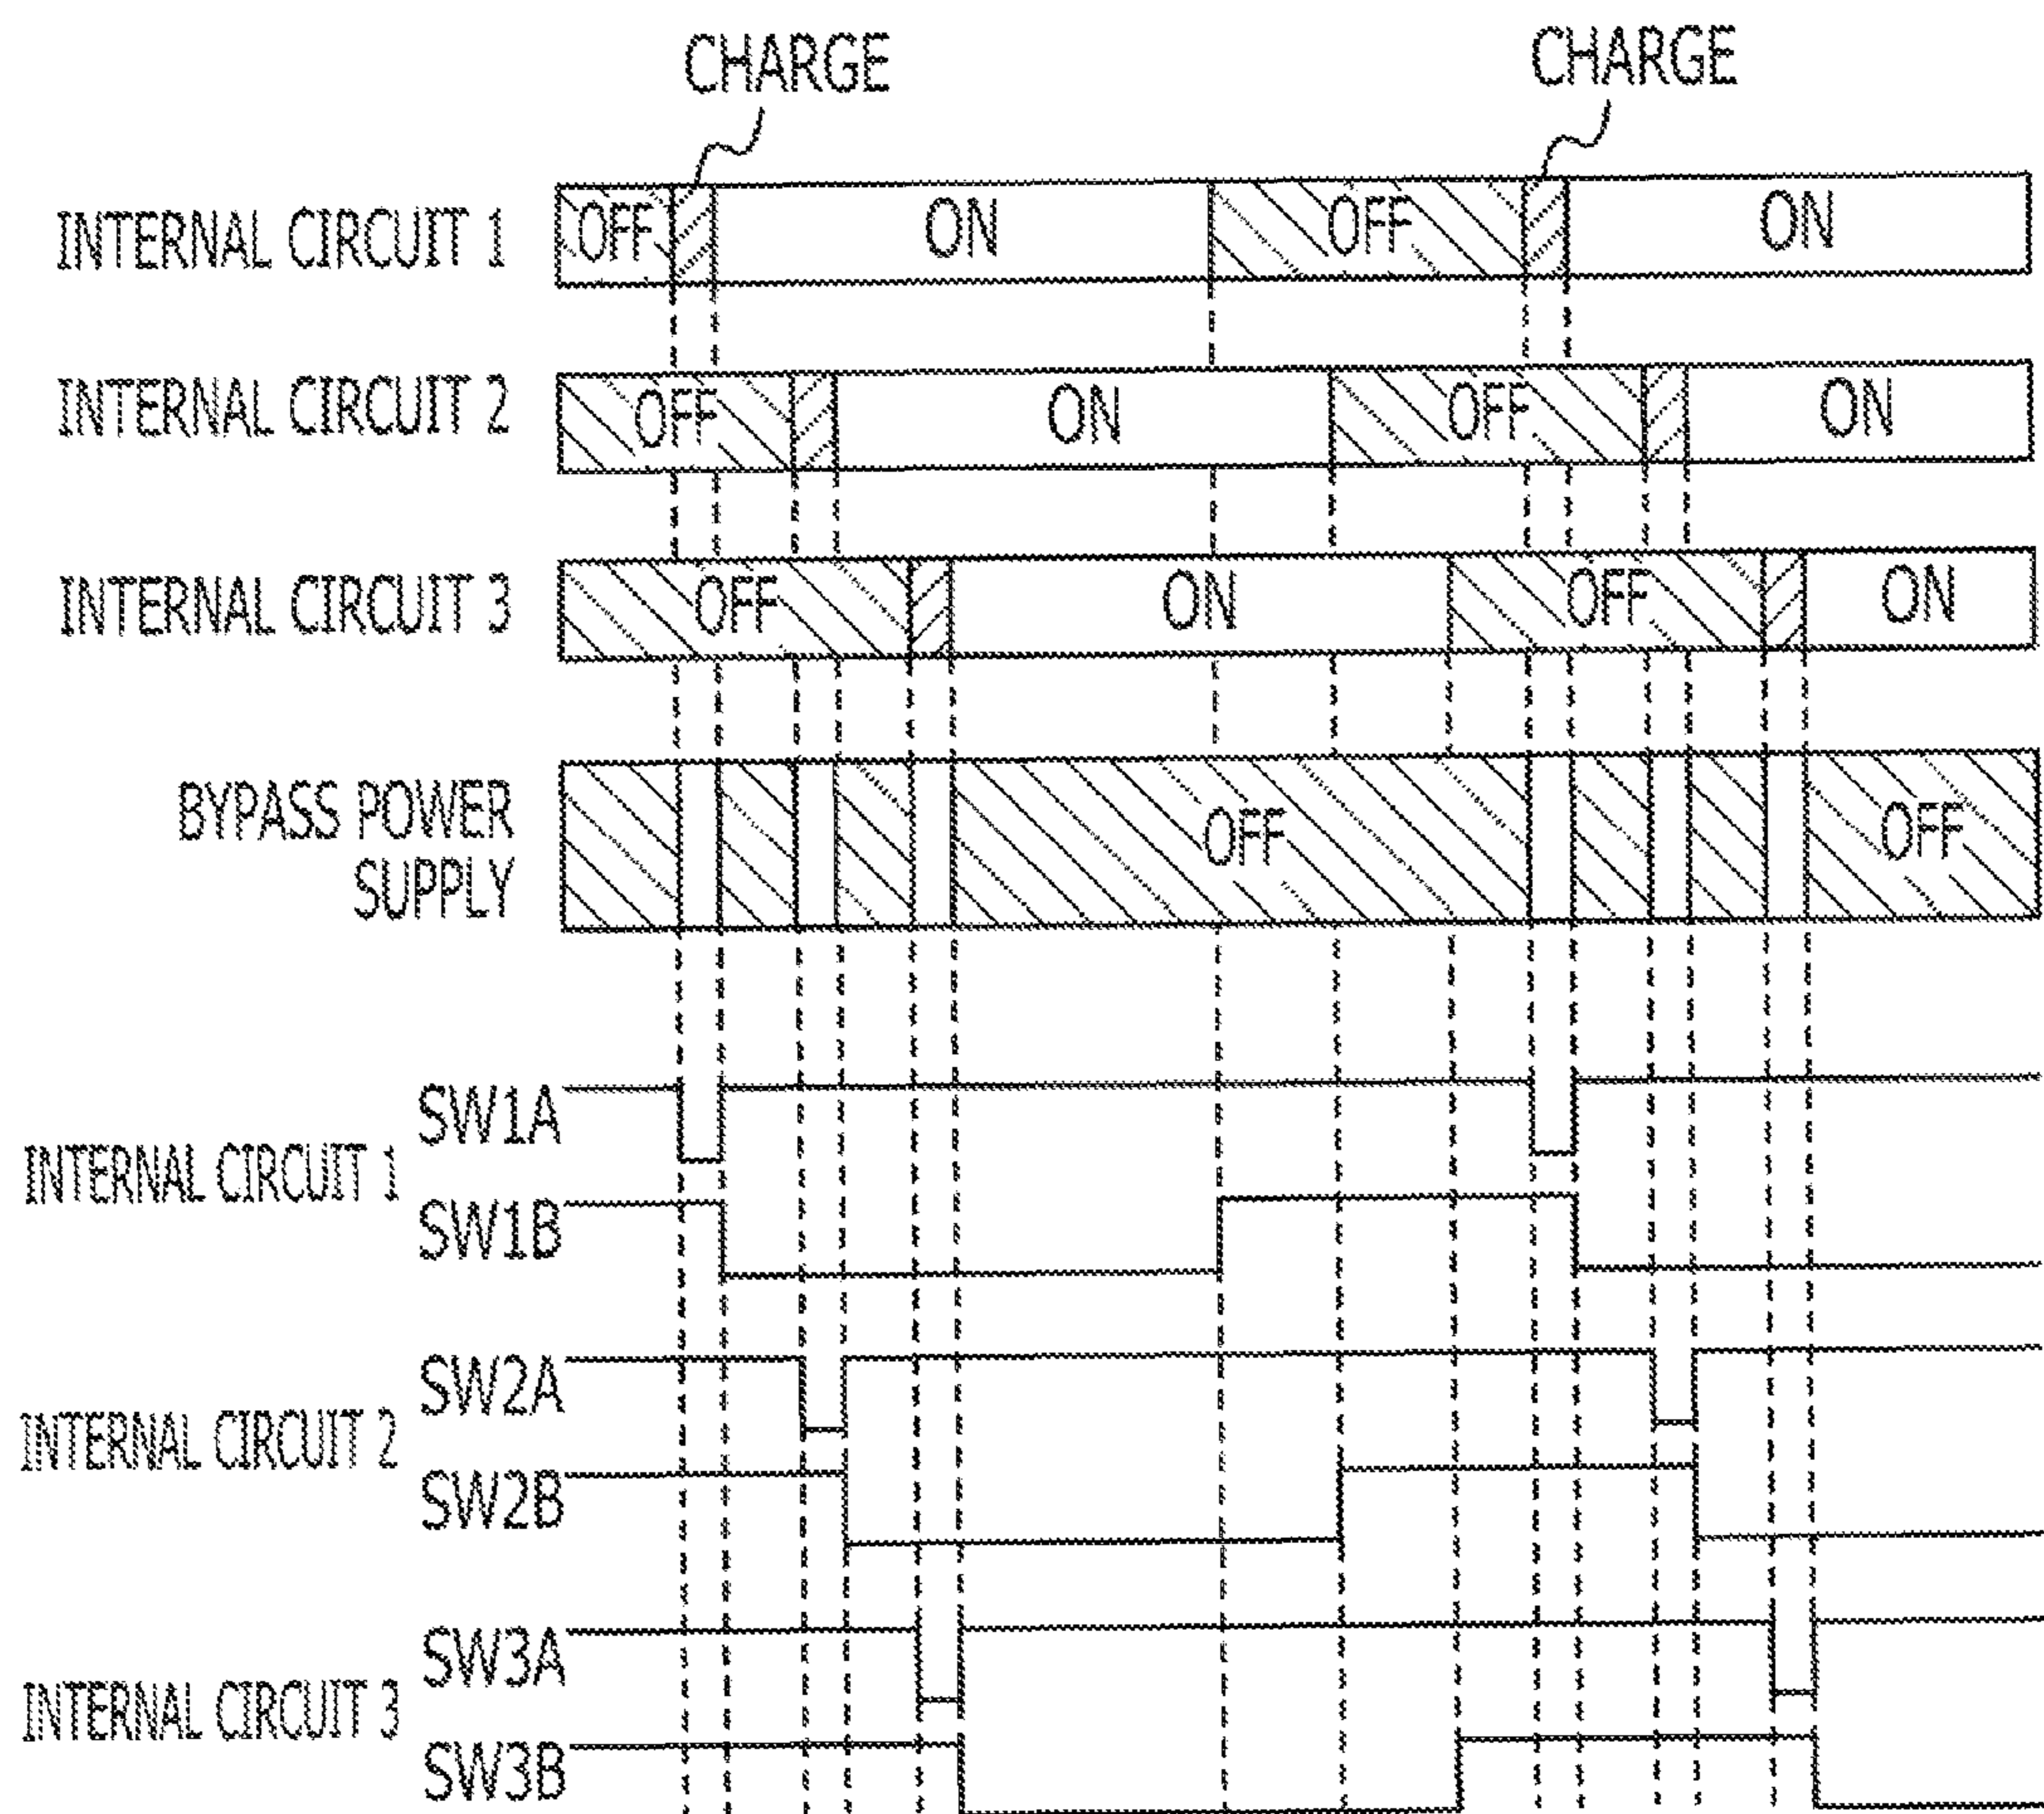 CHARGE CHARGE
INTERNAL CIRCUIT 1 OFF ON OFF ON
INTERNAL CIRCUIT 2 OFF ON OFF ON
INTERNAL CIRCUIT 3 OFF ON OFF ON
BYPASS POWER
SUPPLY
OFF OFF
INTERNAL CIRCUIT 1
SW1A
SW1B
INTERNAL CIRCUIT 2
SW2A
SW2B
INTERNAL CIRCUIT 3
SW3A
SW3B